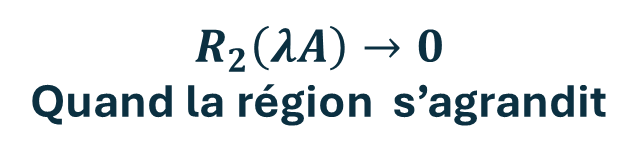 R₂(λA) → 0
Quand la région s’agrandit